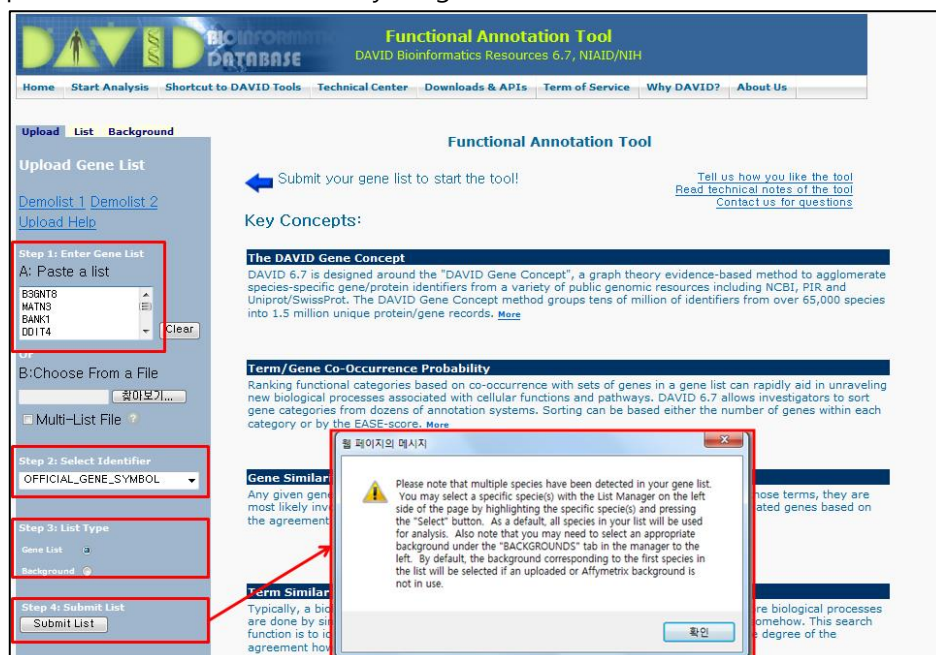 DAVID BIOINFORMATICS DATABASE
Functional Annotation Tool
DAVID Bioinformatics Resources 6.7, NIAID/NIH
Home Start Analysis Shortcut to DAVID Tools Technical Center Downloads & APIs Term of Service Why DAVID? About Us
Upload List Background
Upload Gene List
Demolist 1 Demolist 2
Upload Help
Step 1: Enter Gene List
A: Paste a list
B3GNT8
MATN3
BANK1
DDIT4
Clear
Or
B:Choose From a File
찾아보기...
Multi-List File ?
Step 2: Select Identifier
OFFICIAL_GENE_SYMBOL
Step 3: List Type
Gene List
Background
Step 4: Submit List
Submit List
Functional Annotation Tool
Submit your gene list to start the tool!
Tell us how you like the tool
Read technical notes of the tool
Contact us for questions
Key Concepts:
The DAVID Gene Concept
DAVID 6.7 is designed around the "DAVID Gene Concept", a graph theory evidence-based method to agglomerate
species-specific gene/protein identifiers from a variety of public genomic resources including NCBI, PIR and
Uniprot/SwissProt. The DAVID Gene Concept method groups tens of million of identifiers from over 65,000 species
into 1.5 million unique protein/gene records. More
Term/Gene Co-Occurrence Probability
Ranking functional categories based on co-occurrence with sets of genes in a gene list can rapidly aid in unraveling
new biological processes associated with cellular functions and pathways. DAVID 6.7 allows investigators to sort
gene categories from dozens of annotation systems. Sorting can be based either the number of genes within each
category or by the EASE-score. More
Gene Similar
Any given gene
most likely
the agreement
hose terms, they are
ated genes based on
Term Similar
Typically, a
are done by
function is to
agreement
re biological processes
omehow. This search
degree of the
웹 페이지의 메시지
Please note that multiple species have been detected in your gene list.
You may select a specific specie(s) with the List Manager on the left
side of the page by highlighting the specific specie(s) and pressing
the "Select" button. As a default, all species in your list will be used
for analysis. Also note that you may need to select an appropriate
background under the "BACKGROUNDS" tab in the manager to the
left. By default, the background corresponding to the first species in
the list will be selected if an uploaded or Affymetrix background is
not in use.
확인